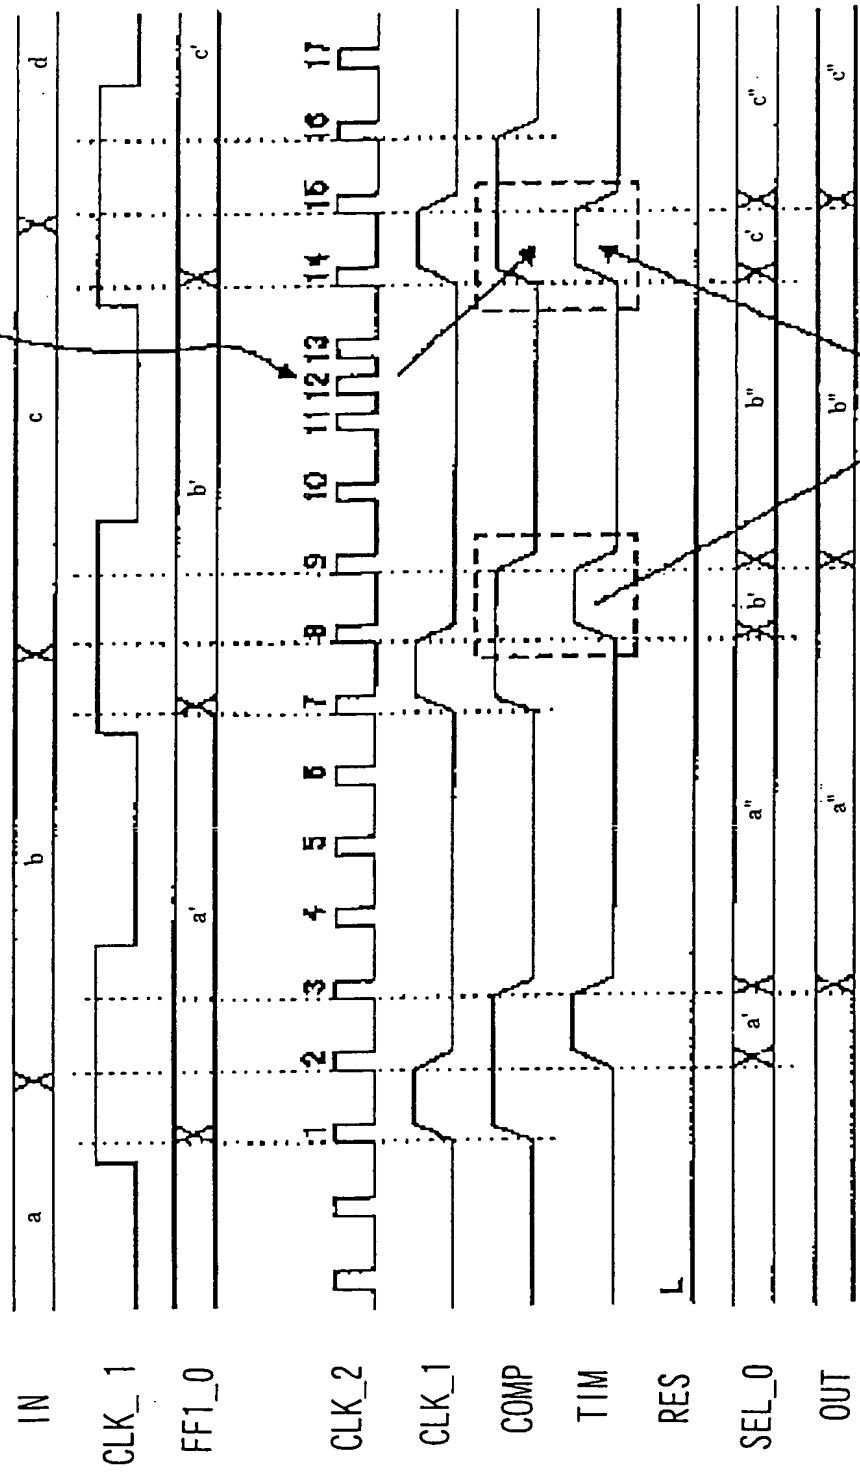 IN a b c d
CLK_1
FF1_0 a' b' c'
CLK_2 1 2 3 4 5 6 7 8 9 10 11 12 13 14 15 16 17
CLK_1
COMP
TIM
RES L
SEL_0 a' a" b' b" c' c"
OUT a" b" c"